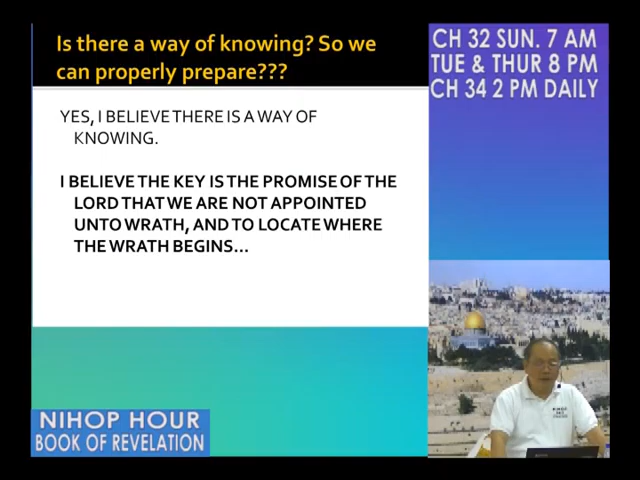 Is there a way of knowing? So we
can properly prepare???
CH 32 SUN. 7 AM
TUE & THUR 8 PM
CH 34 2 PM DAILY
YES, I BELIEVE THERE IS A WAY OF
KNOWING.
I BELIEVE THE KEY IS THE PROMISE OF THE
LORD THAT WE ARE NOT APPOINTED
UNTO WRATH, AND TO LOCATE WHERE
THE WRATH BEGINS...
NIHOP HOUR
BOOK OF REVELATION